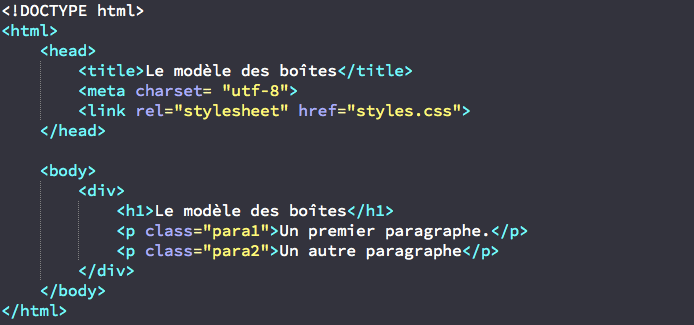 <!DOCTYPE html>
<html>
<head>
<title>Le modèle des boîtes</title>
<meta charset= "utf-8">
<link rel="stylesheet" href="styles.css">
</head>
<body>
<div>
<h1>Le modèle des boîtes</h1>
<p class="para1">Un premier paragraphe.</p>
<p class="para2">Un autre paragraphe</p>
</div>
</body>
</html>